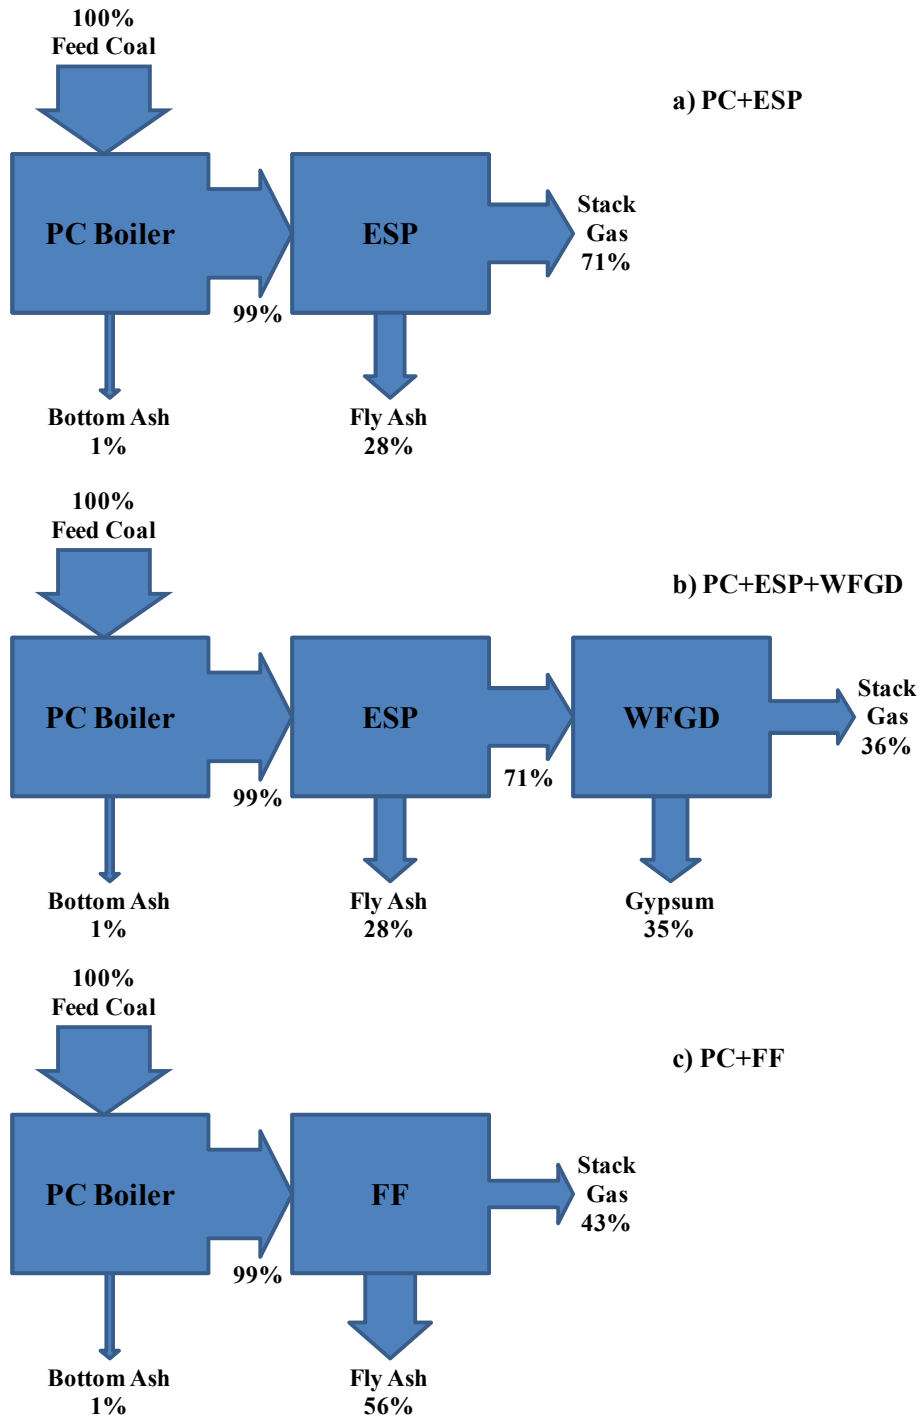 100%
Feed Coal
a) PC+ESP
PC Boiler
ESP
Stack
Gas
71%
99%
Bottom Ash
1%
Fly Ash
28%
100%
Feed Coal
b) PC+ESP+WFGD
PC Boiler
ESP
WFGD
Stack
Gas
36%
99%
71%
Bottom Ash
1%
Fly Ash
28%
Gypsum
35%
100%
Feed Coal
c) PC+FF
PC Boiler
FF
Stack
Gas
43%
99%
Bottom Ash
1%
Fly Ash
56%